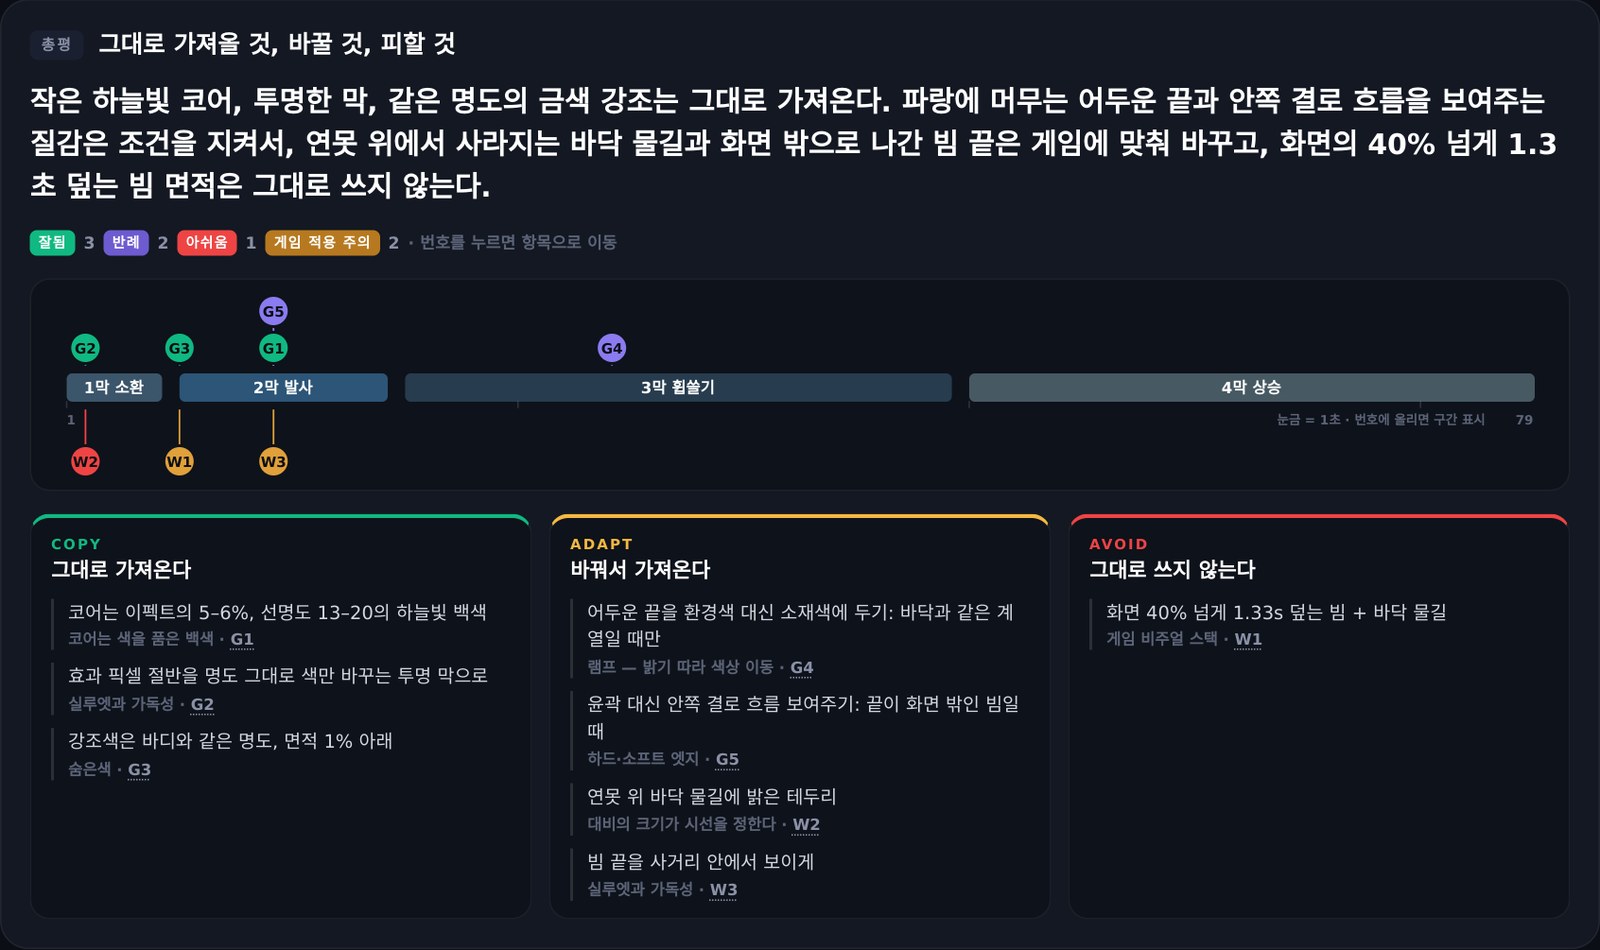 총평 그대로 가져올 것, 바꿀 것, 피할 것
작은 하늘빛 코어, 투명한 막, 같은 명도의 금색 강조는 그대로 가져온다. 파랑에 머무는 어두운 끝과 안쪽 결로 흐름을 보여주는
질감은 조건을 지켜서, 연못 위에서 사라지는 바닥 물길과 화면 밖으로 나간 빔 끝은 게임에 맞춰 바꾸고, 화면의 40% 넘게 1.3
초 덮는 빔 면적은 그대로 쓰지 않는다.
잘됨 3 반례 2 아쉬움 1 게임 적용 주의 2 · 번호를 누르면 항목으로 이동
G5
G2 G3 G1 G4
1막 소환 2막 발사 3막 휩쓸기 4막 상승
1 눈금 = 1초 · 번호에 올리면 구간 표시 79
W2 W1 W3
COPY
그대로 가져온다
코어는 이펙트의 5–6%, 선명도 13–20의 하늘빛 백색
코어는 색을 품은 백색 · G1
효과 픽셀 절반을 명도 그대로 색만 바꾸는 투명 막으로
실루엣과 가독성 · G2
강조색은 바디와 같은 명도, 면적 1% 아래
숨은색 · G3
ADAPT
바꿔서 가져온다
어두운 끝을 환경색 대신 소재색에 두기: 바닥과 같은 계
열일 때만
램프 — 밝기 따라 색상 이동 · G4
윤곽 대신 안쪽 결로 흐름 보여주기: 끝이 화면 밖인 빔일
때
하드·소프트 엣지 · G5
연못 위 바닥 물길에 밝은 테두리
대비의 크기가 시선을 정한다 · W2
빔 끝을 사거리 안에서 보이게
실루엣과 가독성 · W3
AVOID
그대로 쓰지 않는다
화면 40% 넘게 1.33s 덮는 빔 + 바닥 물길
게임 비주얼 스택 · W1